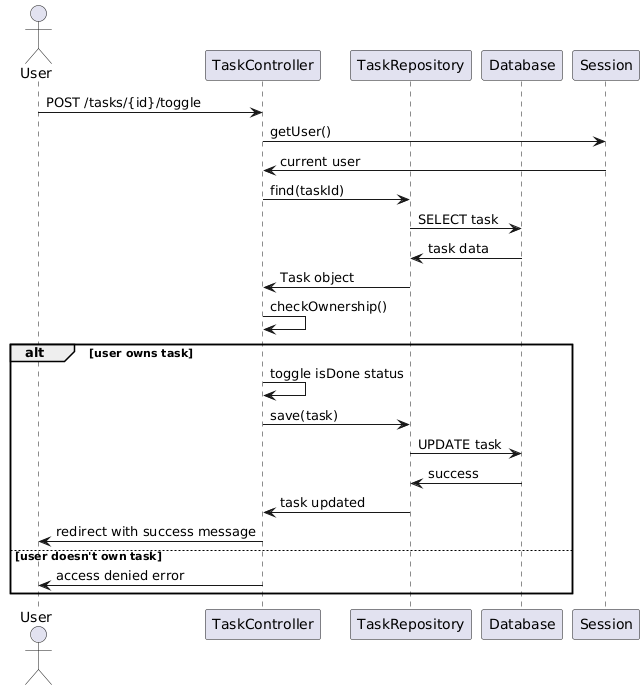 User
TaskController
TaskRepository
Database
Session
POST /tasks/{id}/toggle
getUser()
current user
find(taskId)
SELECT task
task data
Task object
checkOwnership()
alt [user owns task]
toggle isDone status
save(task)
UPDATE task
success
task updated
redirect with success message
[user doesn't own task]
access denied error
User
TaskController
TaskRepository
Database
Session